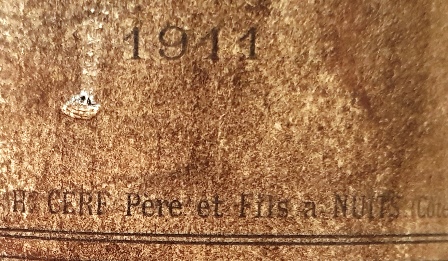 1911
R. CERF Père et Fils à NUITS (Côte